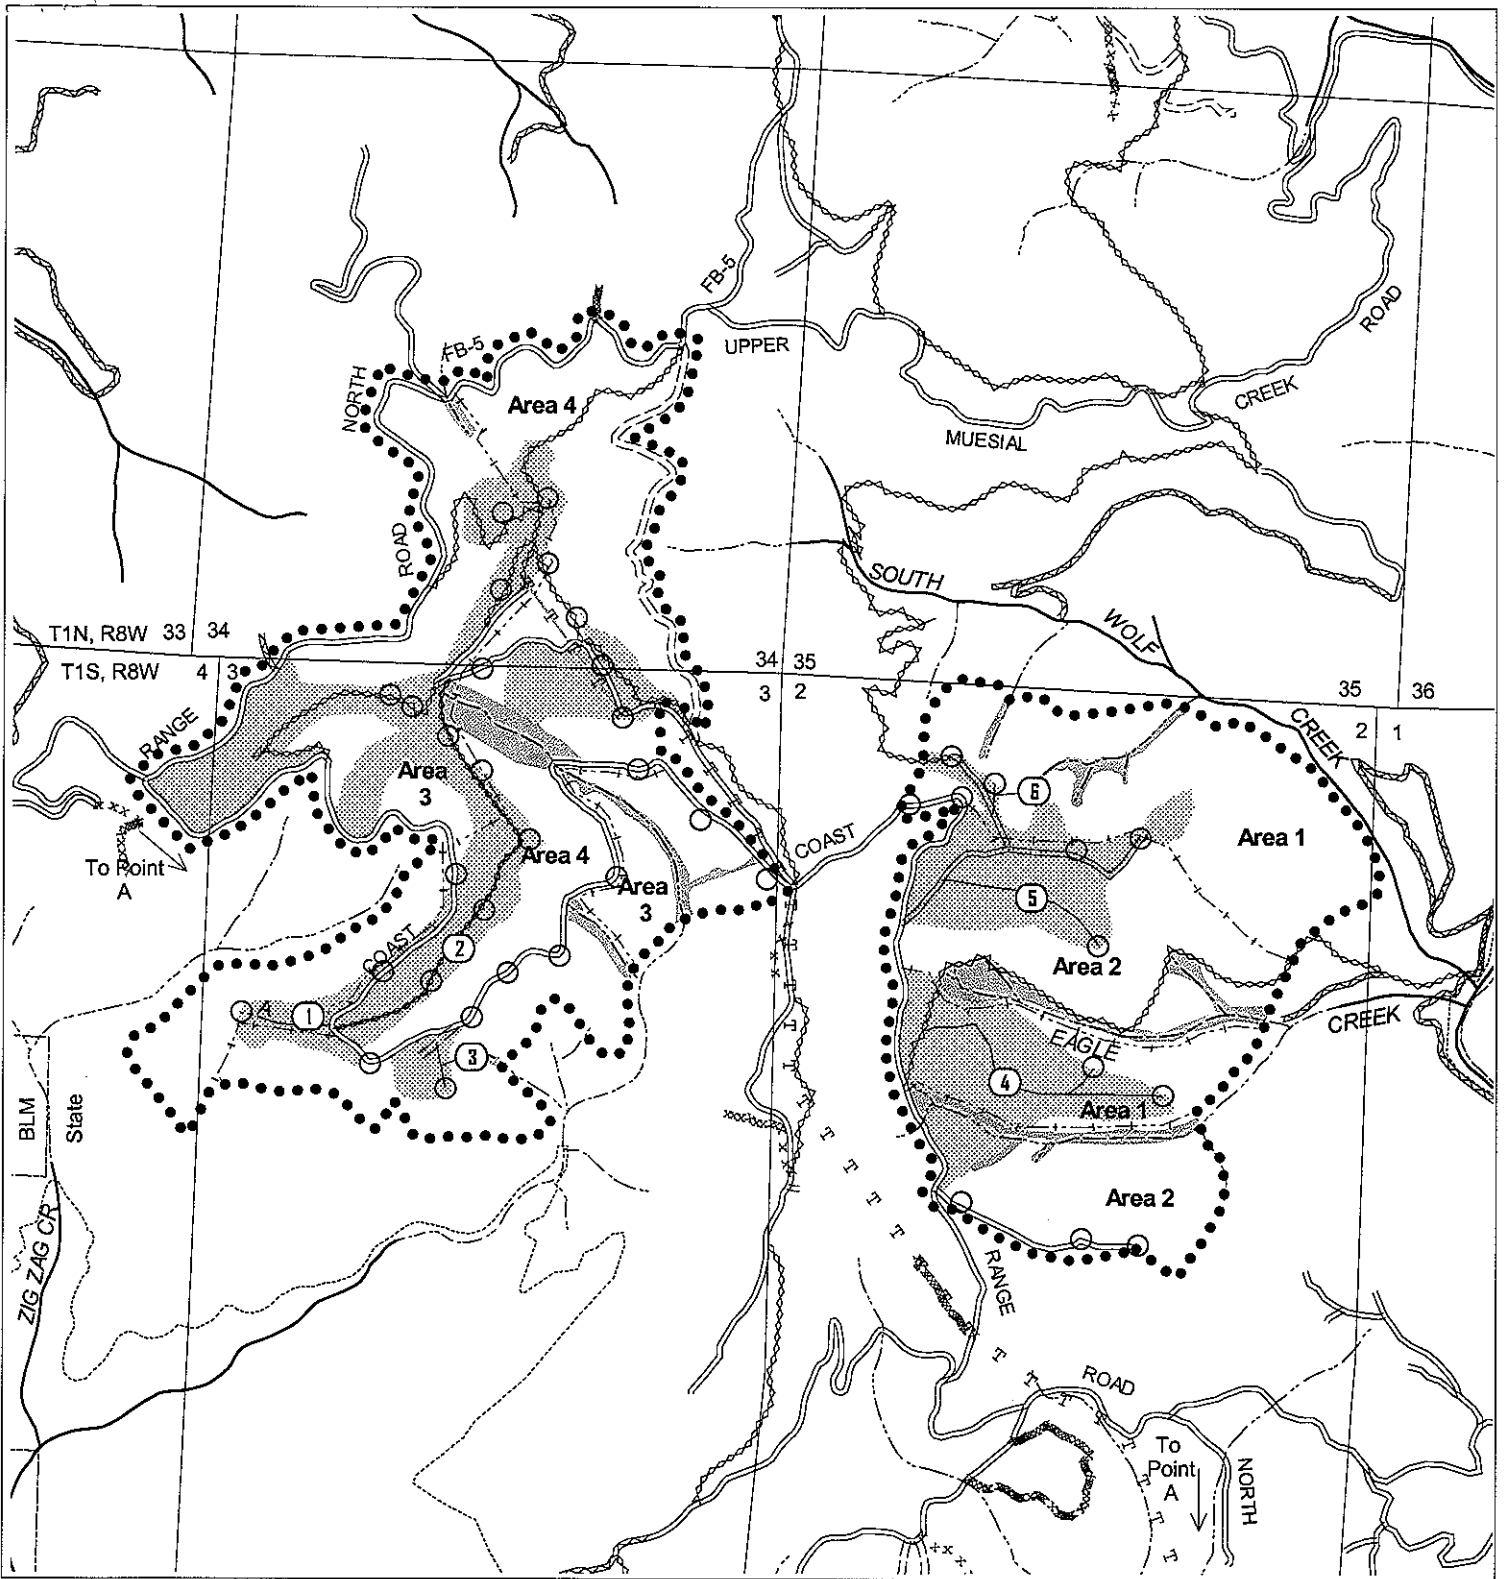 FB-5
UPPER
ROAD
FB-5
NORTH
Area 4
CREEK
MUESIAL
ROAD
SOUTH
WOLF
T1N, R8W 33 34
T1S, R8W 4 3
34 35
3 2
35 36
2 1
CREEK
RANGE
Area
3
6
COAST
Area 1
Area 4
To Point
A
Area
3
5
COAST
2
Area 2
4
1
EAGLE
CREEK
3
4
Area 1
BLM
State
Area 2
ZIG ZAG CR
RANGE
ROAD
To
Point
A
NORTH